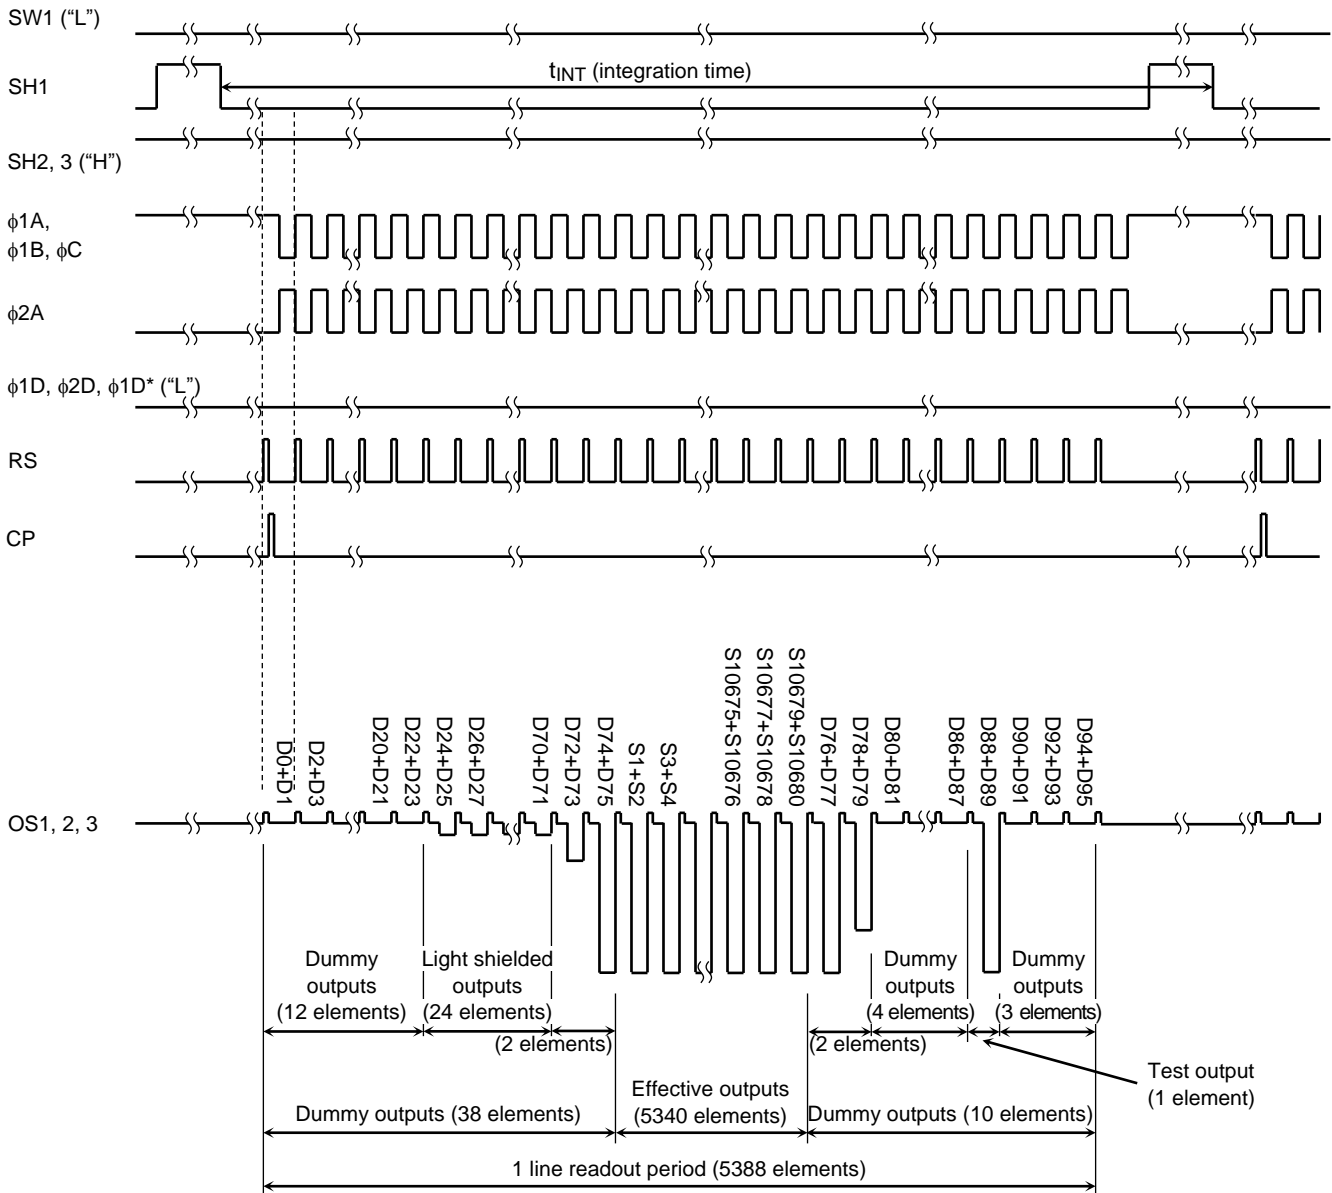 SW1 (“L”)
tINT (integration time)
SH1
SH2, 3 (“H”)
ϕ1A,
ϕ1B, ϕC
ϕ2A
ϕ1D, ϕ2D, ϕ1D* (“L”)
RS
CP
D0+D1
D2+D3
D20+D21
D22+D23
D24+D25
D26+D27
D70+D71
D72+D73
D74+D75
S1+S2
S3+S4
S10675+S10676
S10677+S10678
S10679+S10680
D76+D77
D78+D79
D80+D81
D86+D87
D88+D89
D90+D91
D92+D93
D94+D95
OS1, 2, 3
Dummy
outputs
(12 elements)
Light shielded
outputs
(24 elements)
(2 elements)
(2 elements)
Dummy
outputs
(4 elements)
Dummy
outputs
(3 elements)
Test output
(1 element)
Dummy outputs (38 elements)
Effective outputs
(5340 elements)
Dummy outputs (10 elements)
1 line readout period (5388 elements)